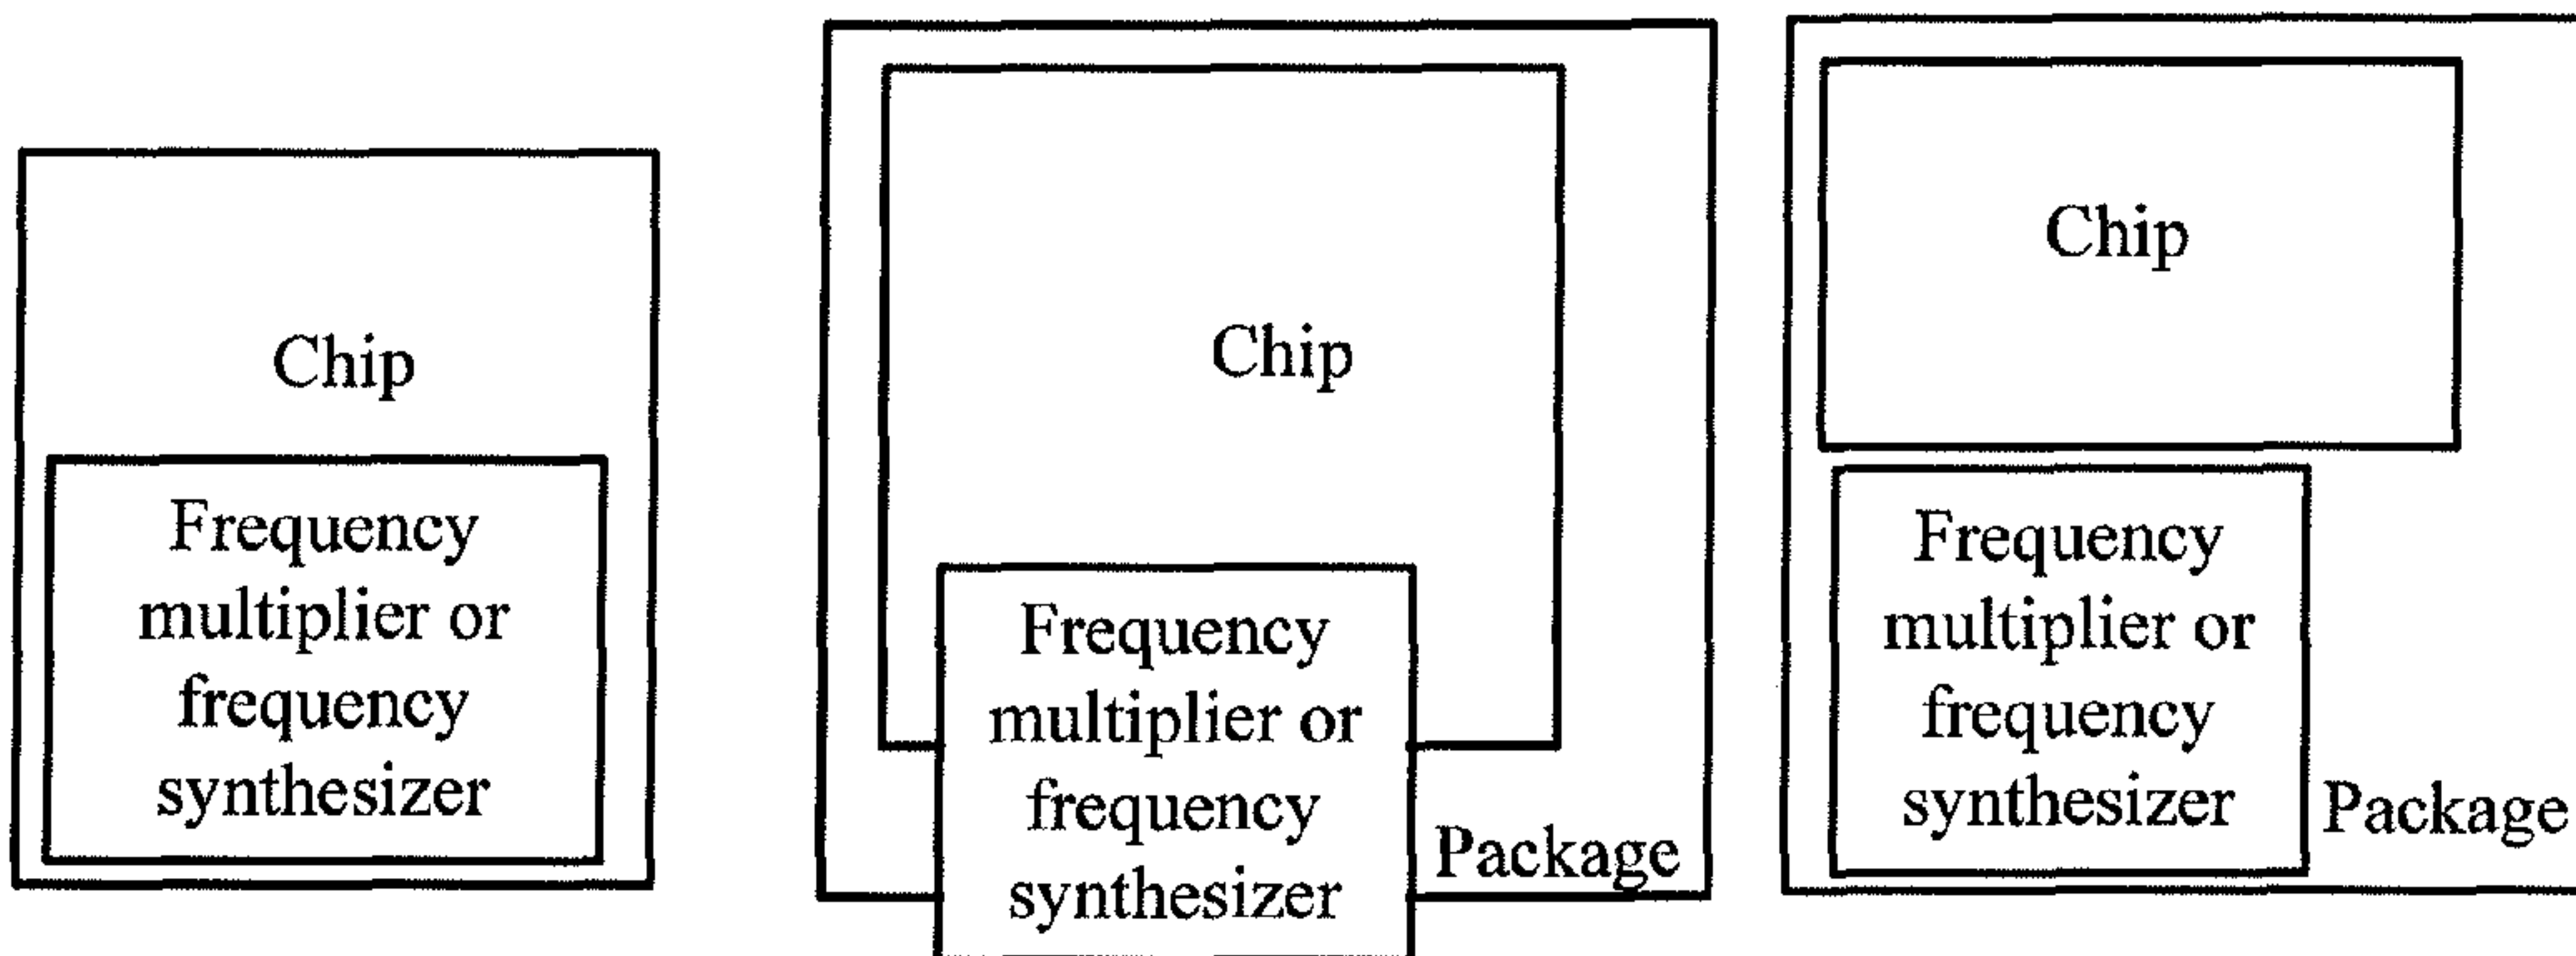 Chip
Frequency
multiplier or
frequency
synthesizer
Chip
Frequency
multiplier or
frequency
synthesizer
Package
Chip
Frequency
multiplier or
frequency
synthesizer
Package